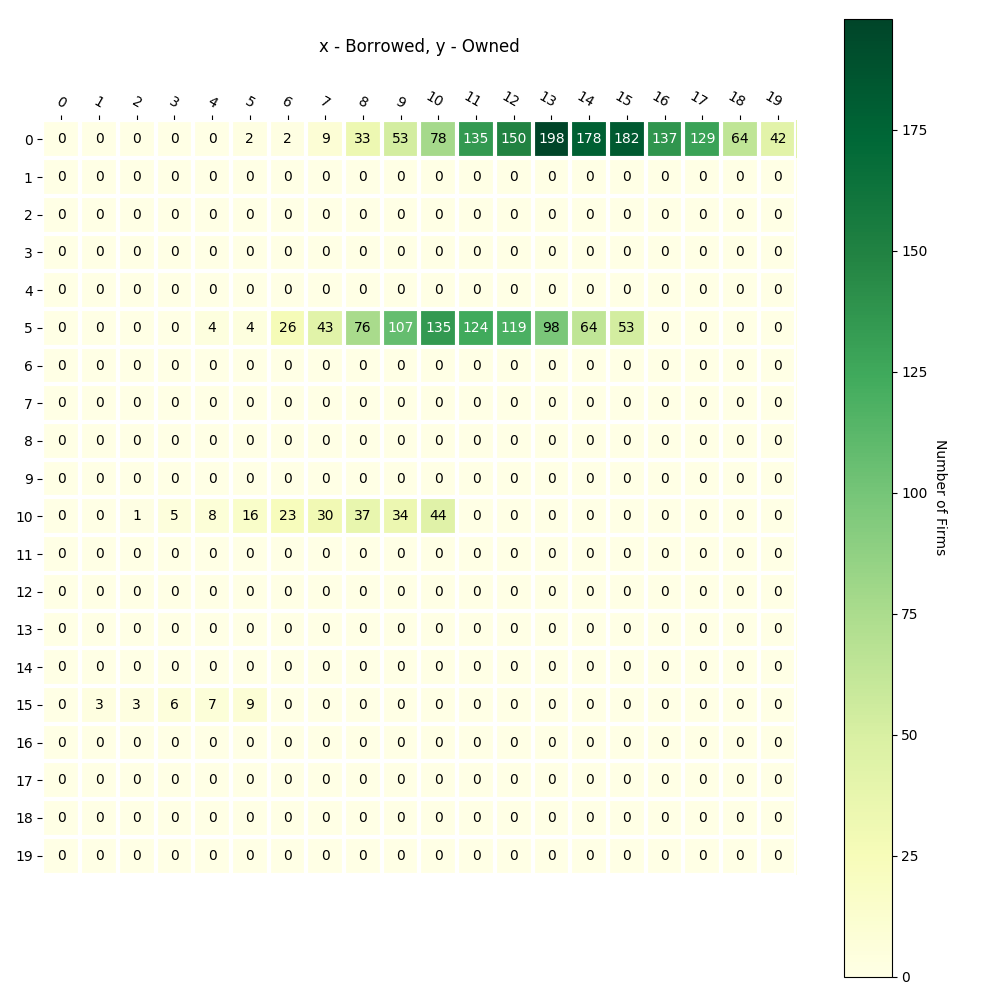 x - Borrowed, y - Owned
0 1 2 3 4 5 6 7 8 9 10 11 12 13 14 15 16 17 18 19
0 0 0 0 0 0 2 2 9 33 53 78 135 150 198 178 182 137 129 64 42
1 0 0 0 0 0 0 0 0 0 0 0 0 0 0 0 0 0 0 0 0
2 0 0 0 0 0 0 0 0 0 0 0 0 0 0 0 0 0 0 0 0
3 0 0 0 0 0 0 0 0 0 0 0 0 0 0 0 0 0 0 0 0
4 0 0 0 0 0 0 0 0 0 0 0 0 0 0 0 0 0 0 0 0
5 0 0 0 0 4 4 26 43 76 107 135 124 119 98 64 53 0 0 0 0
6 0 0 0 0 0 0 0 0 0 0 0 0 0 0 0 0 0 0 0 0
7 0 0 0 0 0 0 0 0 0 0 0 0 0 0 0 0 0 0 0 0
8 0 0 0 0 0 0 0 0 0 0 0 0 0 0 0 0 0 0 0 0
9 0 0 0 0 0 0 0 0 0 0 0 0 0 0 0 0 0 0 0 0
10 0 0 1 5 8 16 23 30 37 34 44 0 0 0 0 0 0 0 0 0
11 0 0 0 0 0 0 0 0 0 0 0 0 0 0 0 0 0 0 0 0
12 0 0 0 0 0 0 0 0 0 0 0 0 0 0 0 0 0 0 0 0
13 0 0 0 0 0 0 0 0 0 0 0 0 0 0 0 0 0 0 0 0
14 0 0 0 0 0 0 0 0 0 0 0 0 0 0 0 0 0 0 0 0
15 0 3 3 6 7 9 0 0 0 0 0 0 0 0 0 0 0 0 0 0
16 0 0 0 0 0 0 0 0 0 0 0 0 0 0 0 0 0 0 0 0
17 0 0 0 0 0 0 0 0 0 0 0 0 0 0 0 0 0 0 0 0
18 0 0 0 0 0 0 0 0 0 0 0 0 0 0 0 0 0 0 0 0
19 0 0 0 0 0 0 0 0 0 0 0 0 0 0 0 0 0 0 0 0
175
150
125
100
75
50
25
0
Number of Firms